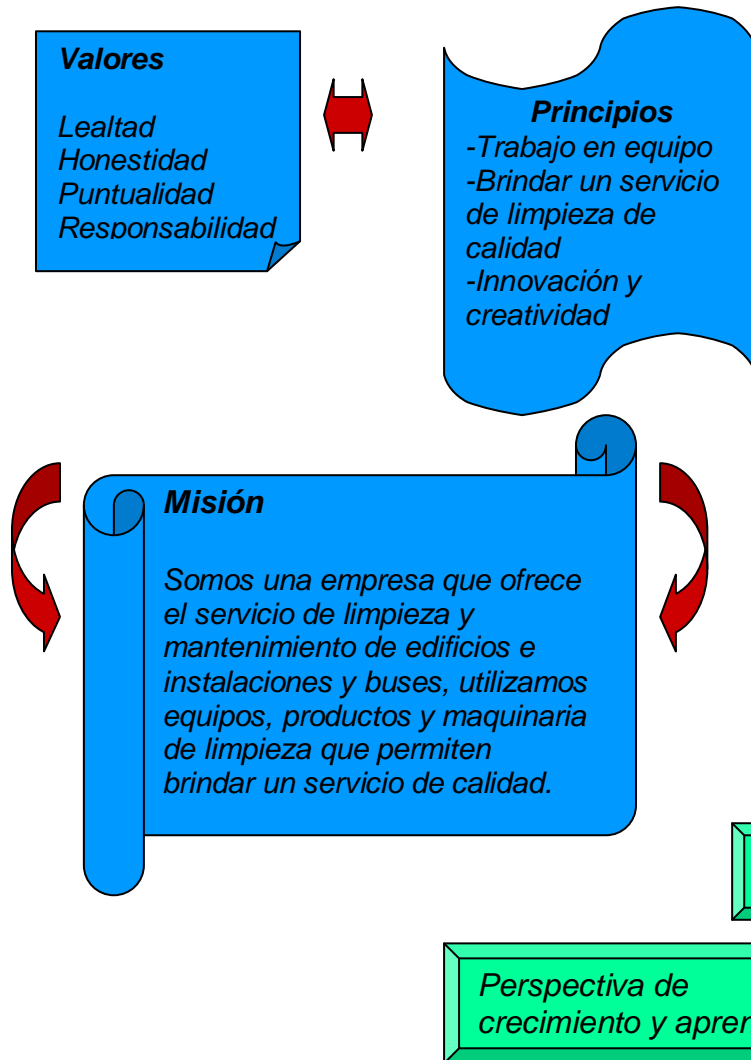 Valores
Lealtad
Honestidad
Puntualidad
Responsabilidad
Principios
-Trabajo en equipo
-Brindar un servicio
de limpieza de
calidad
-Innovación y
creatividad
Misión
Somos una empresa que ofrece
el servicio de limpieza y
mantenimiento de edificios e
instalaciones y buses, utilizamos
equipos, productos y maquinaria
de limpieza que permiten
brindar un servicio de calidad.
Perspectiva de
crecimiento y apren